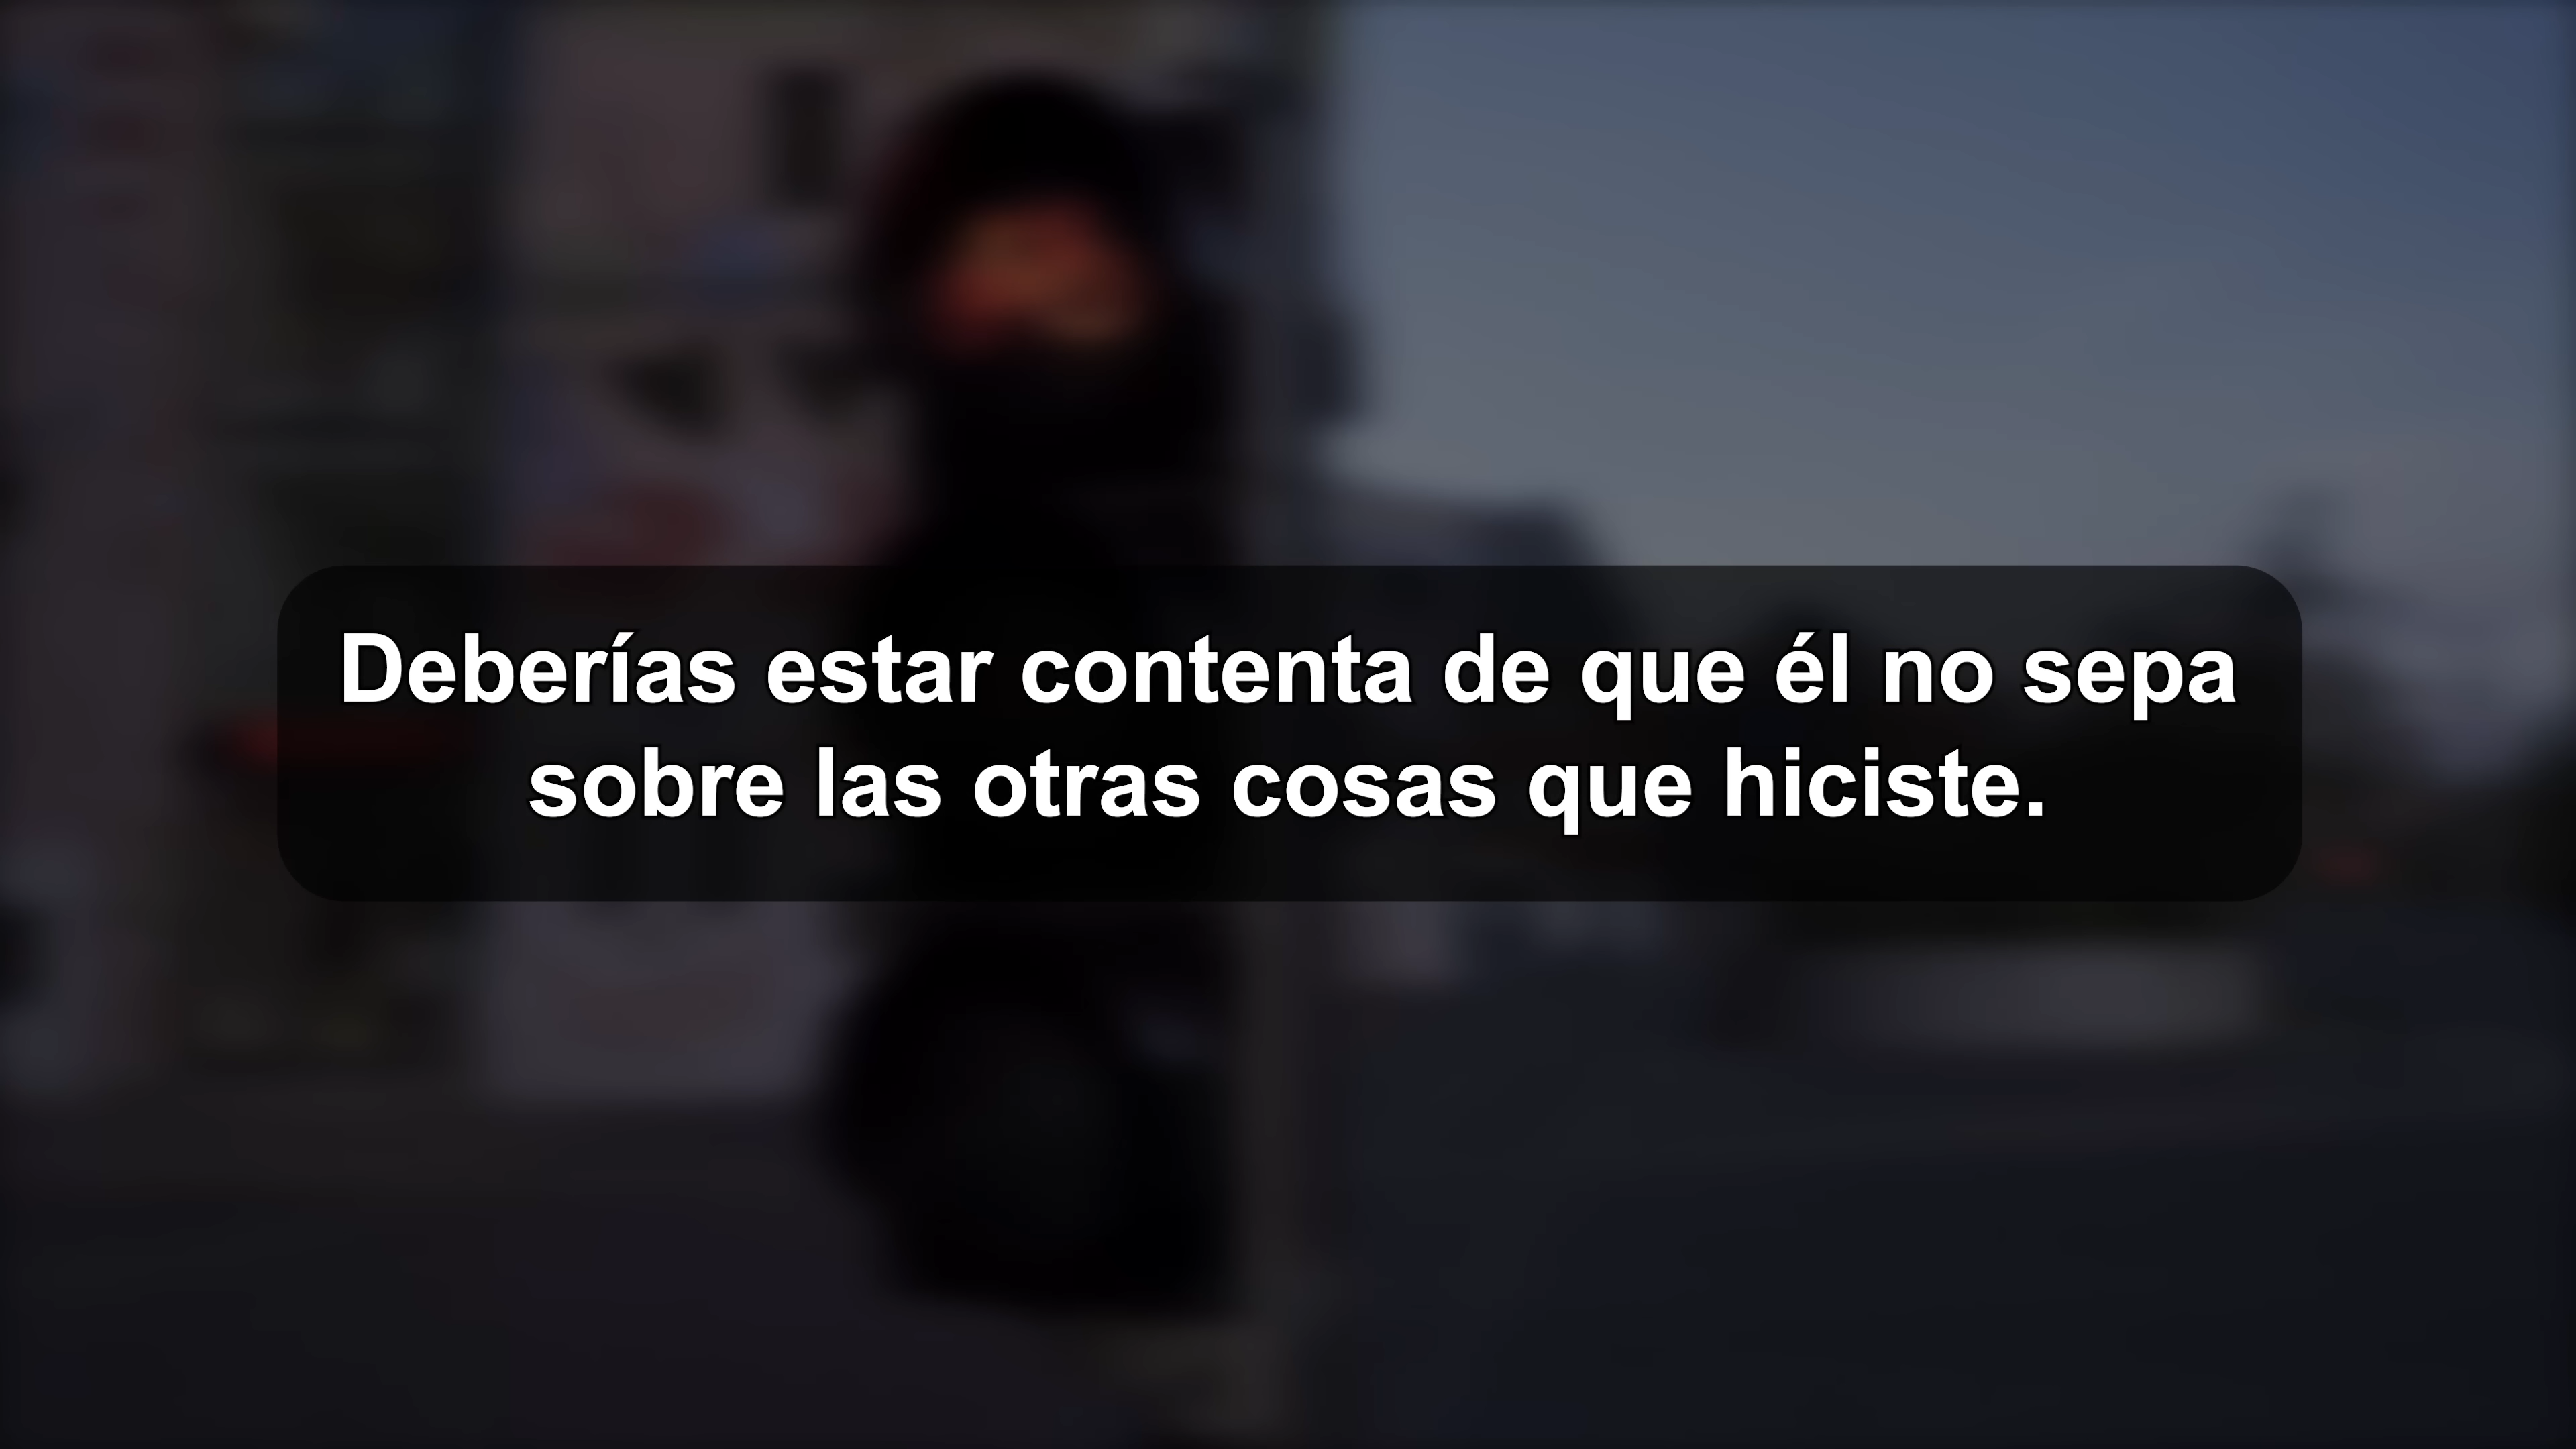 Deberías estar contenta de que él no sepa
sobre las otras cosas que hiciste.